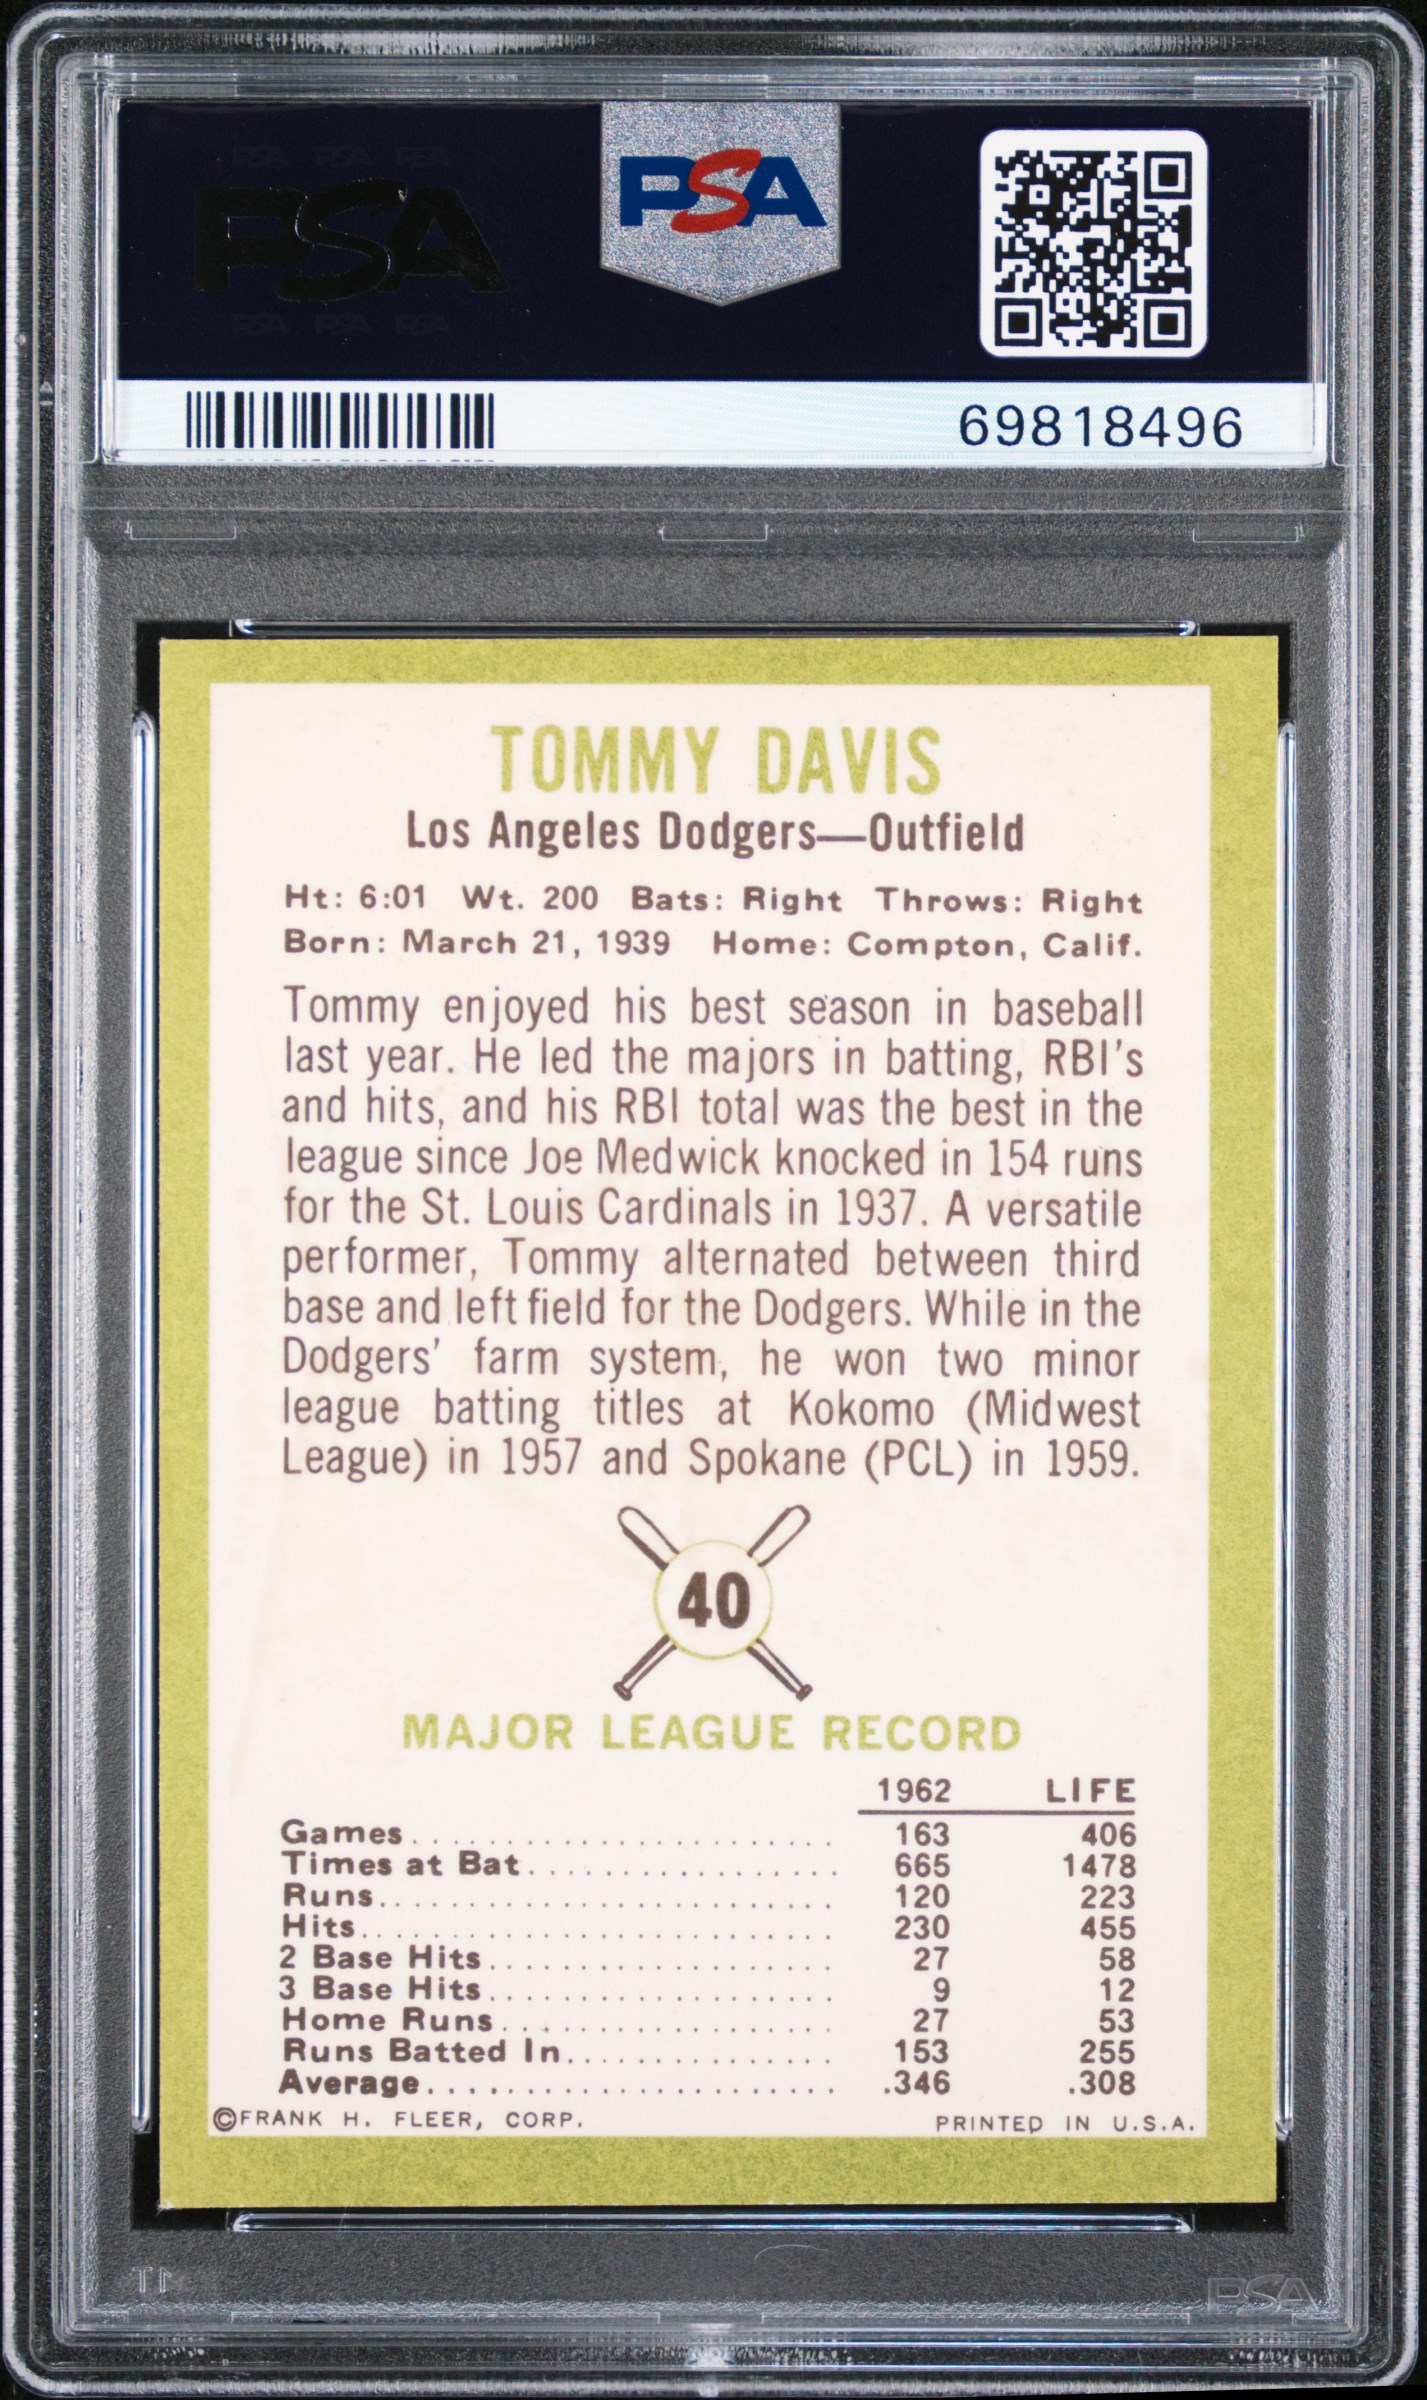 PSA PSA PSA
PSA
PSA PSA PSA
PSA
69818496
TOMMY DAVIS
Los Angeles Dodgers—Outfield
Ht: 6:01 Wt. 200 Bats: Right Throws: Right
Born: March 21, 1939 Home: Compton, Calif.
Tommy enjoyed his best season in baseball
last year. He led the majors in batting, RBI's
and hits, and his RBI total was the best in the
league since Joe Medwick knocked in 154 runs
for the St. Louis Cardinals in 1937. A versatile
performer, Tommy alternated between third
base and left field for the Dodgers. While in the
Dodgers' farm system, he won two minor
league batting titles at Kokomo (Midwest
League) in 1957 and Spokane (PCL) in 1959.
40
MAJOR LEAGUE RECORD
1962 LIFE
Games 163 406
Times at Bat 665 1478
Runs 120 223
Hits 230 455
2 Base Hits 27 58
3 Base Hits 9 12
Home Runs 27 53
Runs Batted In 153 255
Average .346 .308
©FRANK H. FLEER, CORP. PRINTED IN U.S.A.
PSA